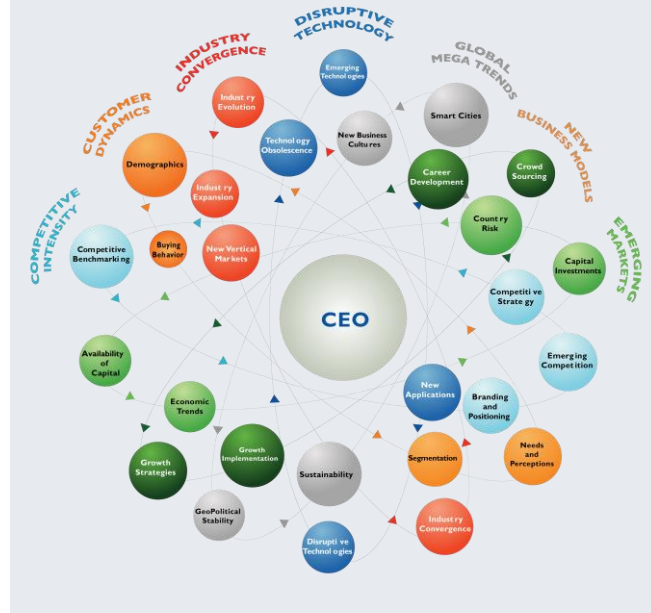 DISRUPTIVE
TECHNOLOGY
INDUSTRY
CONVERGENCE
GLOBAL
MEGA TRENDS
CUSTOMER
DYNAMICS
NEW
BUSINESS MODELS
COMPETITIVE
INTENSITY
EMERGING
MARKETS
Emerging
Technologies
Industry
Evolution
Smart Cities
Technology
Obsolescence
New Business
Cultures
Demographics
Career
Development
Crowd
Sourcing
Industry
Expansion
Country
Risk
Competitive
Benchmarking
Buying
Behavior
New Vertical
Markets
Capital
Investments
Competitive
Strategy
CEO
Availability
of
Capital
Emerging
Competition
New
Applications
Economic
Trends
Branding
and
Positioning
Growth
Strategies
Growth
Implementation
Sustainability
Segmentation
Needs
and
Perceptions
GeoPolitical
Stability
Disruptive
Technologies
Industry
Convergence